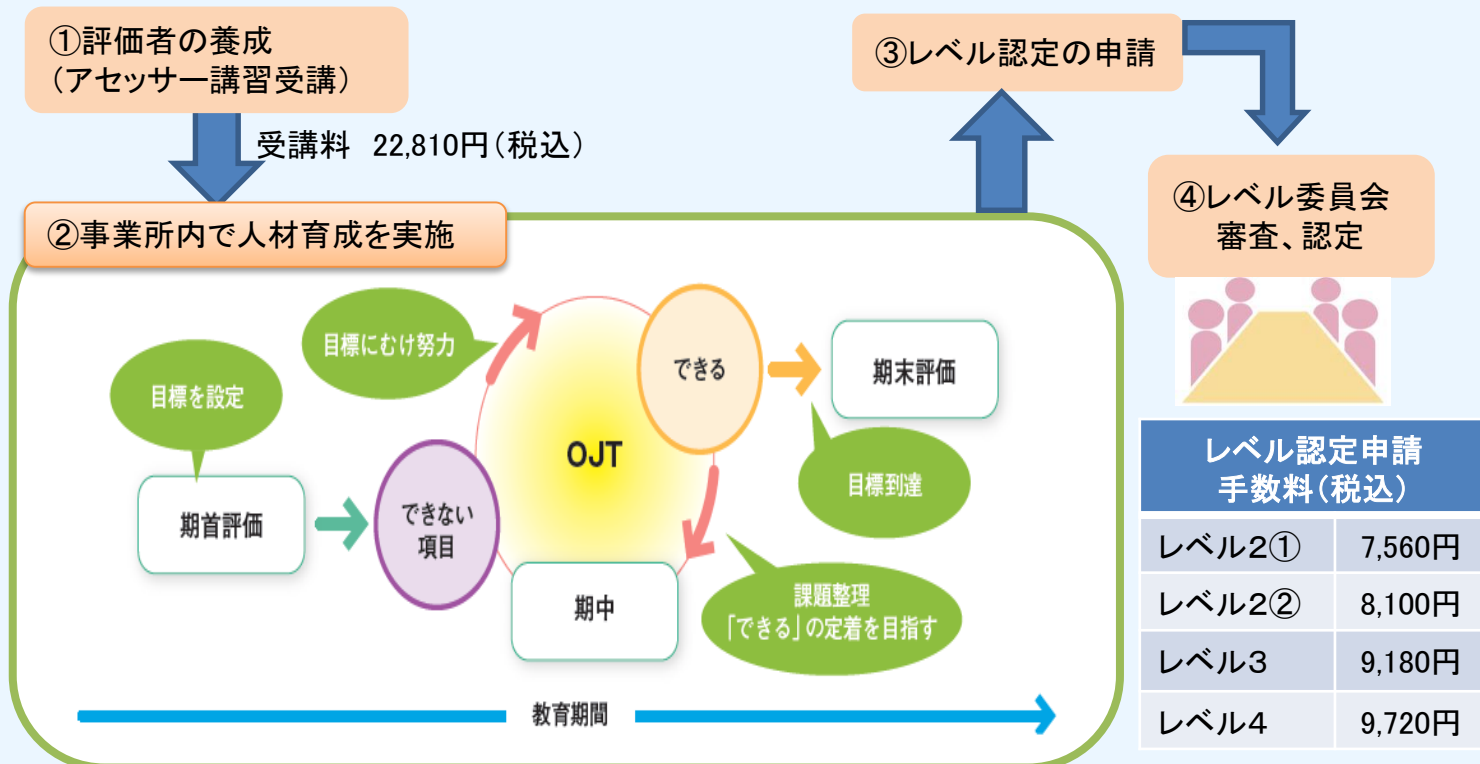 ①評価者の養成
（アセッサー講習受講）
受講料　22,810円（税込）
②事業所内で人材育成を実施
目標を設定
期首評価
できない
項目
目標にむけ努力
OJT
できる
期末評価
目標到達
期中
課題整理
「できる」の定着を目指す
教育期間
③レベル認定の申請
④レベル委員会
審査、認定
レベル認定申請
手数料（税込）
レベル２①　7,560円
レベル２②　8,100円
レベル３　9,180円
レベル４　9,720円